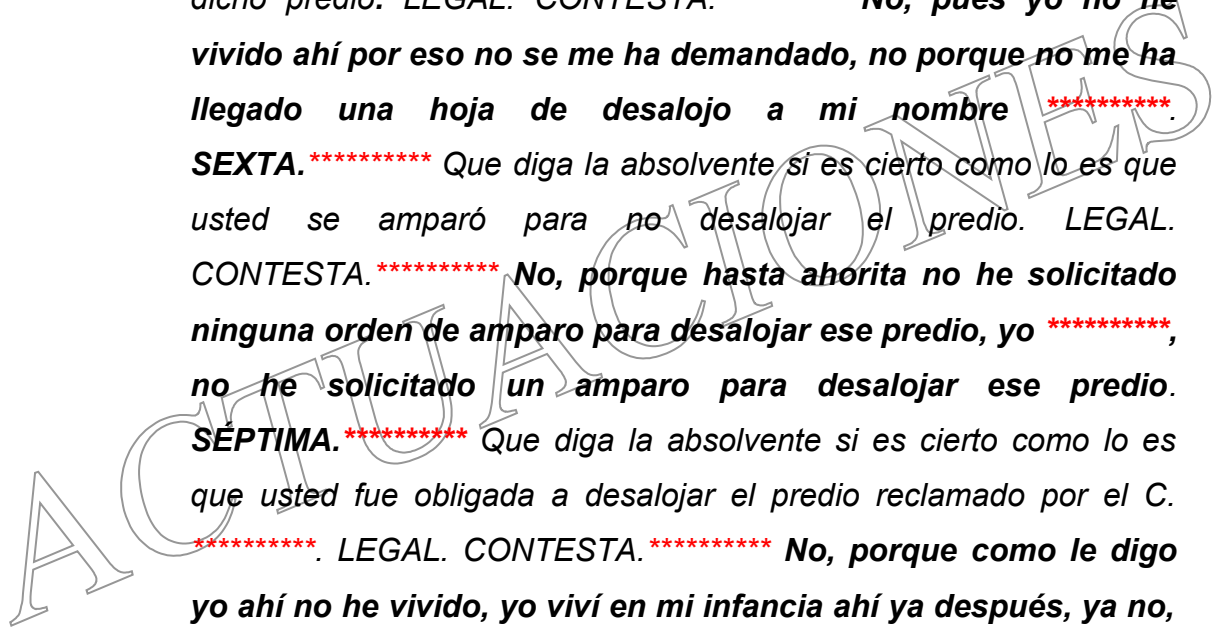 dicho predio. LEGAL. CONTESTA. No, pues yo no he
vivido ahí por eso no se me ha demandado, no porque no me ha
llegado una hoja de desalojo a mi nombre **********.
SEXTA.********** Que diga la absolvente si es cierto como lo es que
usted se amparó para no desalojar el predio. LEGAL.
CONTESTA.********** No, porque hasta ahorita no he solicitado
ninguna orden de amparo para desalojar ese predio, yo **********,
no he solicitado un amparo para desalojar ese predio.
SÉPTIMA.********** Que diga la absolvente si es cierto como lo es
que usted fue obligada a desalojar el predio reclamado por el C.
**********. LEGAL. CONTESTA.********** No, porque como le digo
yo ahí no he vivido, yo viví en mi infancia ahí ya después, ya no,
ACTUACIONES